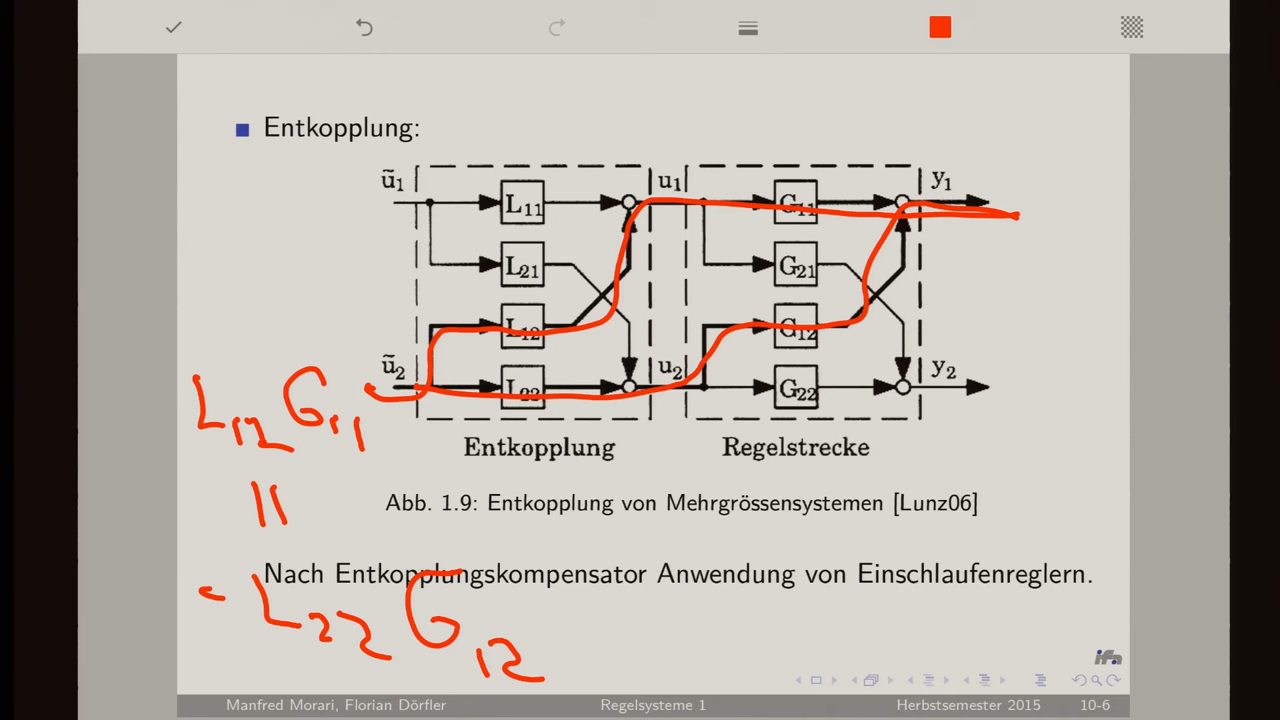 Entkopplung:
ũ1 L11 u1 G11 y1
L21 G21
L12 G12
ũ2 L22 u2 G22 y2
L12 G11
Entkopplung Regelstrecke
||
Abb. 1.9: Entkopplung von Mehrgrössensystemen [Lunz06]
Nach Entkopplungskompensator Anwendung von Einschlaufenreglern.
- L22 G12
ifa
Manfred Morari, Florian Dörfler Regelsysteme 1 Herbstsemester 2015 10-6